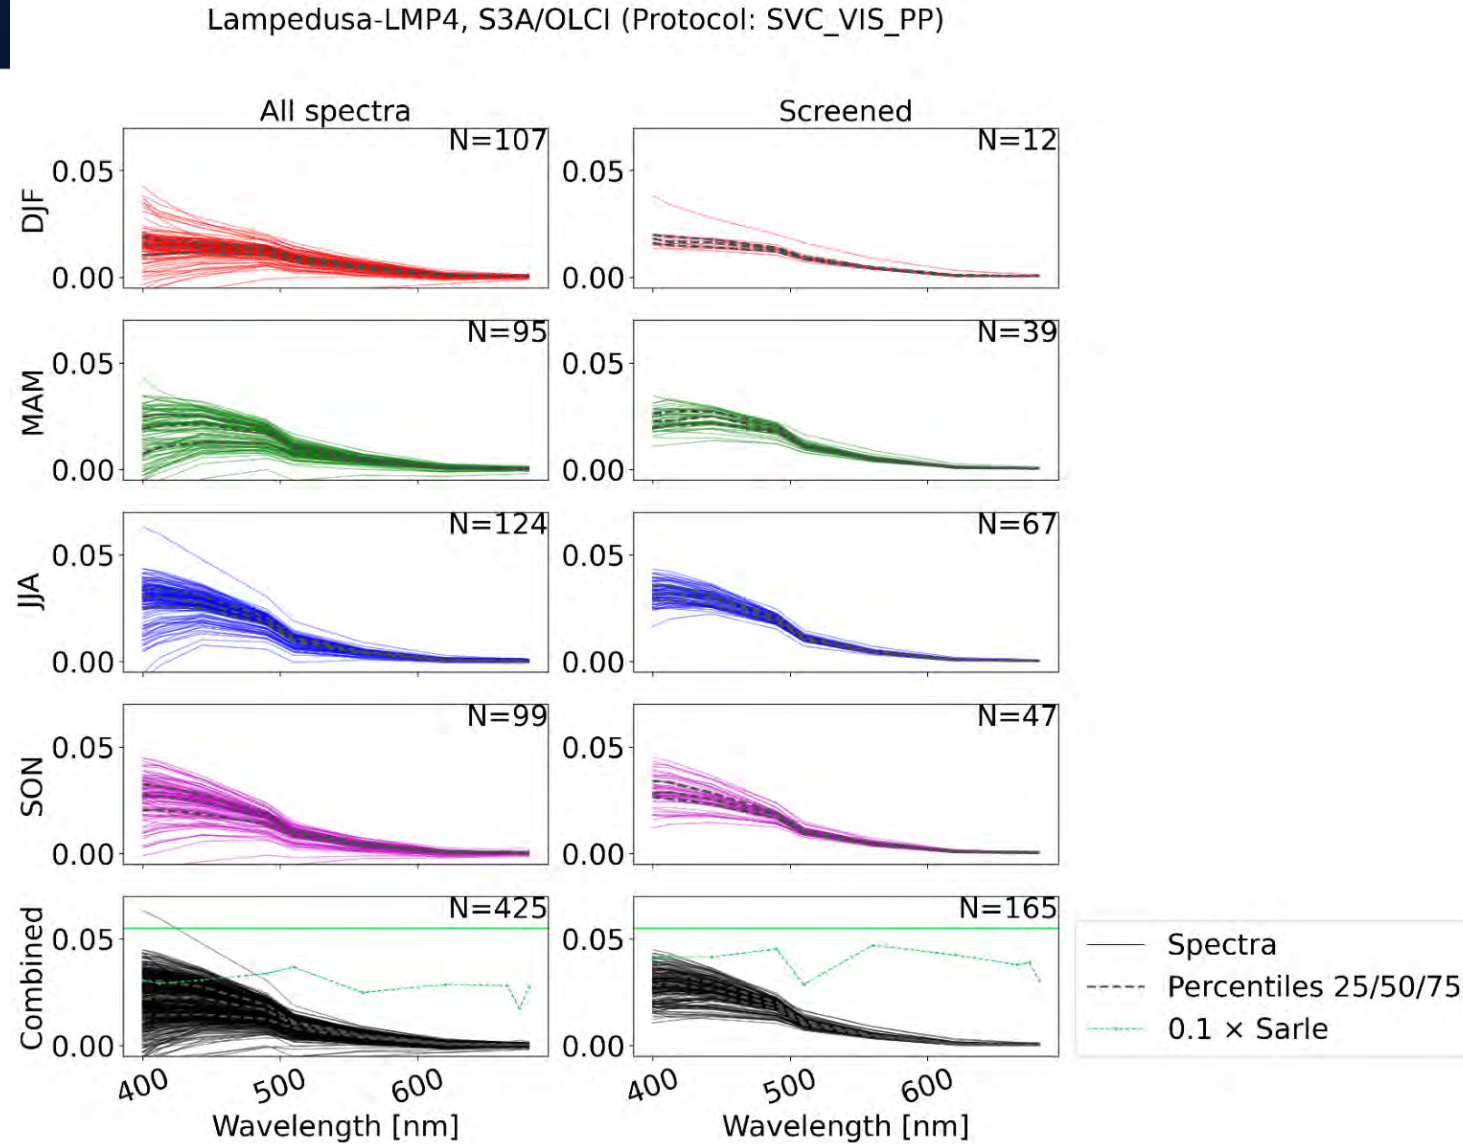 Lampedusa-LMP4, S3A/OLCI (Protocol: SVC_VIS_PP)
All spectra
Screened
DJF
0.05
0.00
N=107
0.05
0.00
N=12
MAM
0.05
0.00
N=95
0.05
0.00
N=39
JJA
0.05
0.00
N=124
0.05
0.00
N=67
SON
0.05
0.00
N=99
0.05
0.00
N=47
Combined
0.05
0.00
N=425
0.05
0.00
N=165
400 500 600
400 500 600
Wavelength [nm]
Wavelength [nm]
Spectra
Percentiles 25/50/75
0.1 × Sarle